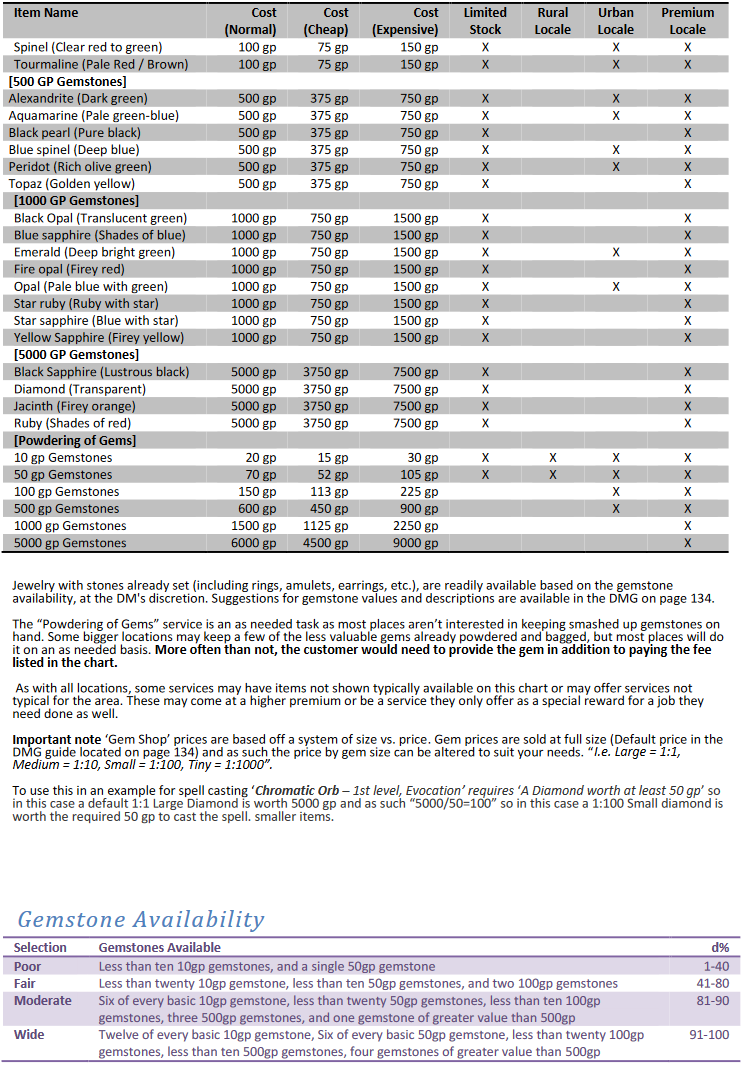 Item Name Cost (Normal) Cost (Cheap) Cost (Expensive) Limited Stock Rural Locale Urban Locale Premium Locale
Spinel (Clear red to green) 100 gp 75 gp 150 gp X X X
Tourmaline (Pale Red / Brown) 100 gp 75 gp 150 gp X X X
[500 GP Gemstones]
Alexandrite (Dark green) 500 gp 375 gp 750 gp X X X
Aquamarine (Pale green-blue) 500 gp 375 gp 750 gp X X X
Black pearl (Pure black) 500 gp 375 gp 750 gp X X
Blue spinel (Deep blue) 500 gp 375 gp 750 gp X X X
Peridot (Rich olive green) 500 gp 375 gp 750 gp X X X
Topaz (Golden yellow) 500 gp 375 gp 750 gp X X
[1000 GP Gemstones]
Black Opal (Translucent green) 1000 gp 750 gp 1500 gp X X
Blue sapphire (Shades of blue) 1000 gp 750 gp 1500 gp X X
Emerald (Deep bright green) 1000 gp 750 gp 1500 gp X X X
Fire opal (Firey red) 1000 gp 750 gp 1500 gp X X
Opal (Pale blue with green) 1000 gp 750 gp 1500 gp X X X
Star ruby (Ruby with star) 1000 gp 750 gp 1500 gp X X
Star sapphire (Blue with star) 1000 gp 750 gp 1500 gp X X
Yellow Sapphire (Firey yellow) 1000 gp 750 gp 1500 gp X X
[5000 GP Gemstones]
Black Sapphire (Lustrous black) 5000 gp 3750 gp 7500 gp X X
Diamond (Transparent) 5000 gp 3750 gp 7500 gp X X
Jacinth (Firey orange) 5000 gp 3750 gp 7500 gp X X
Ruby (Shades of red) 5000 gp 3750 gp 7500 gp X X
[Powdering of Gems]
10 gp Gemstones 20 gp 15 gp 30 gp X X X X
50 gp Gemstones 70 gp 52 gp 105 gp X X X X
100 gp Gemstones 150 gp 113 gp 225 gp X X
500 gp Gemstones 600 gp 450 gp 900 gp X X
1000 gp Gemstones 1500 gp 1125 gp 2250 gp X
5000 gp Gemstones 6000 gp 4500 gp 9000 gp X
Jewelry with stones already set (including rings, amulets, earrings, etc.), are readily available based on the gemstone
availability, at the DM's discretion. Suggestions for gemstone values and descriptions are available in the DMG on page 134.
The “Powdering of Gems” service is an as needed task as most places aren’t interested in keeping smashed up gemstones on
hand. Some bigger locations may keep a few of the less valuable gems already powdered and bagged, but most places will do
it on an as needed basis. More often than not, the customer would need to provide the gem in addition to paying the fee
listed in the chart.
As with all locations, some services may have items not shown typically available on this chart or may offer services not
typical for the area. These may come at a higher premium or be a service they only offer as a special reward for a job they
need done as well.
Important note ‘Gem Shop’ prices are based off a system of size vs. price. Gem prices are sold at full size (Default price in the
DMG guide located on page 134) and as such the price by gem size can be altered to suit your needs. “I.e. Large = 1:1,
Medium = 1:10, Small = 1:100, Tiny = 1:1000”.
To use this in an example for spell casting ‘Chromatic Orb – 1st level, Evocation’ requires ‘A Diamond worth at least 50 gp’ so
in this case a default 1:1 Large Diamond is worth 5000 gp and as such “5000/50=100” so in this case a 1:100 Small diamond is
worth the required 50 gp to cast the spell. smaller items.
Gemstone Availability
Selection Gemstones Available d%
Poor Less than ten 10gp gemstones, and a single 50gp gemstone 1-40
Fair Less than twenty 10gp gemstone, less than ten 50gp gemstones, and two 100gp gemstones 41-80
Moderate Six of every basic 10gp gemstone, less than twenty 50gp gemstones, less than ten 100gp 81-90
gemstones, three 500gp gemstones, and one gemstone of greater value than 500gp
Wide Twelve of every basic 10gp gemstone, Six of every basic 50gp gemstone, less than twenty 100gp 91-100
gemstones, less than ten 500gp gemstones, four gemstones of greater value than 500gp